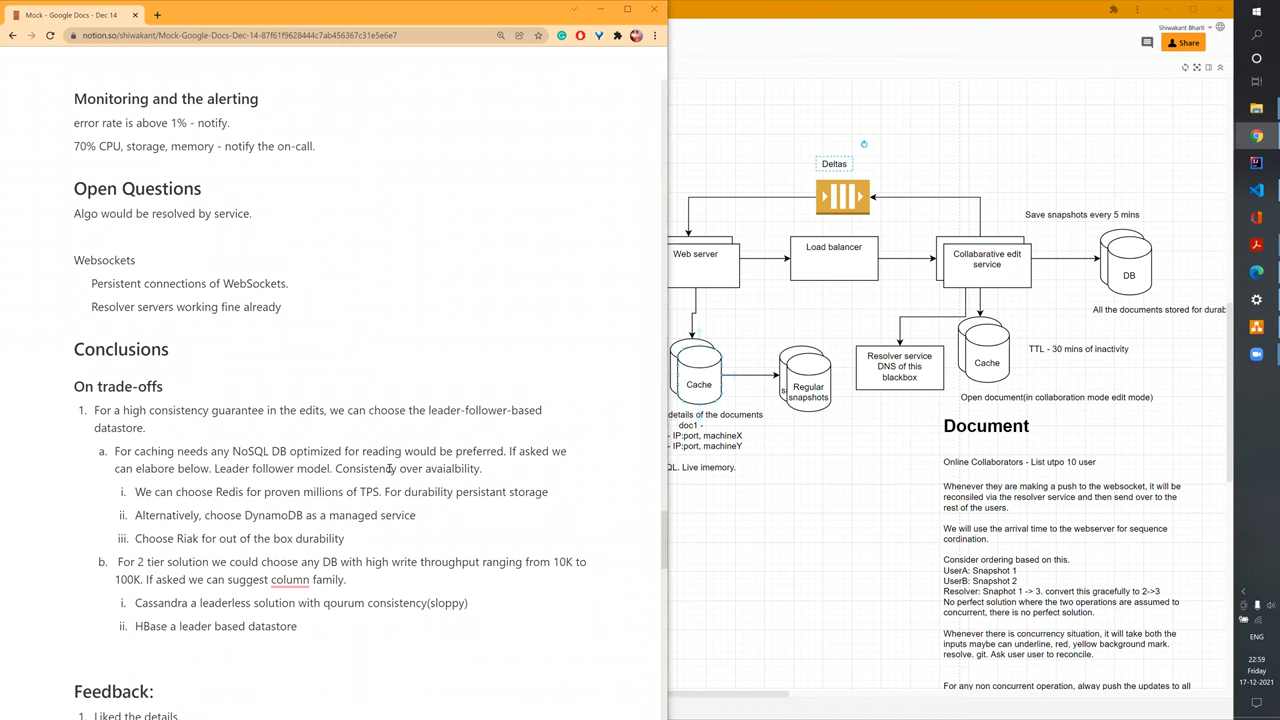 Mock - Google Docs - Dec 14
notion.so/shiwakant/Mock-Google-Docs-Dec-14-87f61f9628444c7ab456367c31e5e6e7
Monitoring and the alerting
error rate is above 1% - notify.
70% CPU, storage, memory - notify the on-call.
Open Questions
Algo would be resolved by service.
Websockets
Persistent connections of WebSockets.
Resolver servers working fine already
Conclusions
On trade-offs
1. For a high consistency guarantee in the edits, we can choose the leader-follower-based
datastore.
a. For caching needs any NoSQL DB optimized for reading would be preferred. If asked we
can elabore below. Leader follower model. Consistency over avaialbility.
i. We can choose Redis for proven millions of TPS. For durability persistant storage
ii. Alternatively, choose DynamoDB as a managed service
iii. Choose Riak for out of the box durability
b. For 2 tier solution we could choose any DB with high write throughput ranging from 10K to
100K. If asked we can suggest column family.
i. Cassandra a leaderless solution with qourum consistency(sloppy)
ii. HBase a leader based datastore
Feedback:
1. Liked the details
Shiwakant Bharti
Share
Deltas
Save snapshots every 5 mins
Web server
Load balancer
Collabarative edit
service
DB
All the documents stored for durab
Cache
Regular
snapshots
s
Resolver service
DNS of this
blackbox
Cache
TTL - 30 mins of inactivity
Open document(in collaboration mode edit mode)
details of the documents
doc1 -
- IP:port, machineX
- IP:port, machineY
QL. Live imemory.
Document
Online Collaborators - List utpo 10 user
Whenever they are making a push to the websocket, it will be
reconsiled via the resolver service and then send over to the
rest of the users.
We will use the arrival time to the webserver for sequence
cordination.
Consider ordering based on this.
UserA: Snapshot 1
UserB: Snapshot 2
Resolver: Snaphot 1 -> 3. convert this gracefully to 2->3
No perfect solution where the two operations are assumed to
concurrent, there is no perfect solution.
Whenever there is concurrency situation, it will take both the
inputs maybe can underline, red, yellow background mark.
resolve. git. Ask user user to reconcile.
For any non concurrent operation, alway push the updates to all
ENG
22:59
Friday
17-12-2021